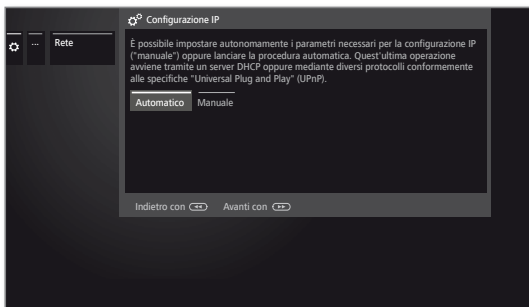 Configurazione IP
... Rete
È possibile impostare autonomamente i parametri necessari per la configurazione IP
("manuale") oppure lanciare la procedura automatica. Quest'ultima operazione
avviene tramite un server DHCP oppure mediante diversi protocolli conformemente
alle specifiche “Universal Plug and Play” (UPnP).
Automatico Manuale
Indietro con Avanti con